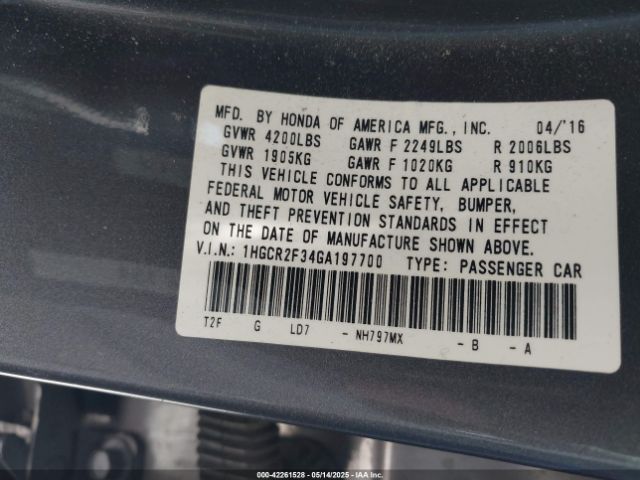 MFD. BY HONDA OF AMERICA MFG., INC. 04/'16
GVWR 4200LBS GAWR F 2249LBS R 2006LBS
GVWR 1905KG GAWR F 1020KG R 910KG
THIS VEHICLE CONFORMS TO ALL APPLICABLE
FEDERAL MOTOR VEHICLE SAFETY, BUMPER,
AND THEFT PREVENTION STANDARDS IN EFFECT
ON THE DATE OF MANUFACTURE SHOWN ABOVE.
V.I.N.: 1HGCR2F34GA197700 TYPE: PASSENGER CAR
T2F G LD7 - NH797MX - B - A
000-42261528 - 05/14/2025 - IAAI.COM